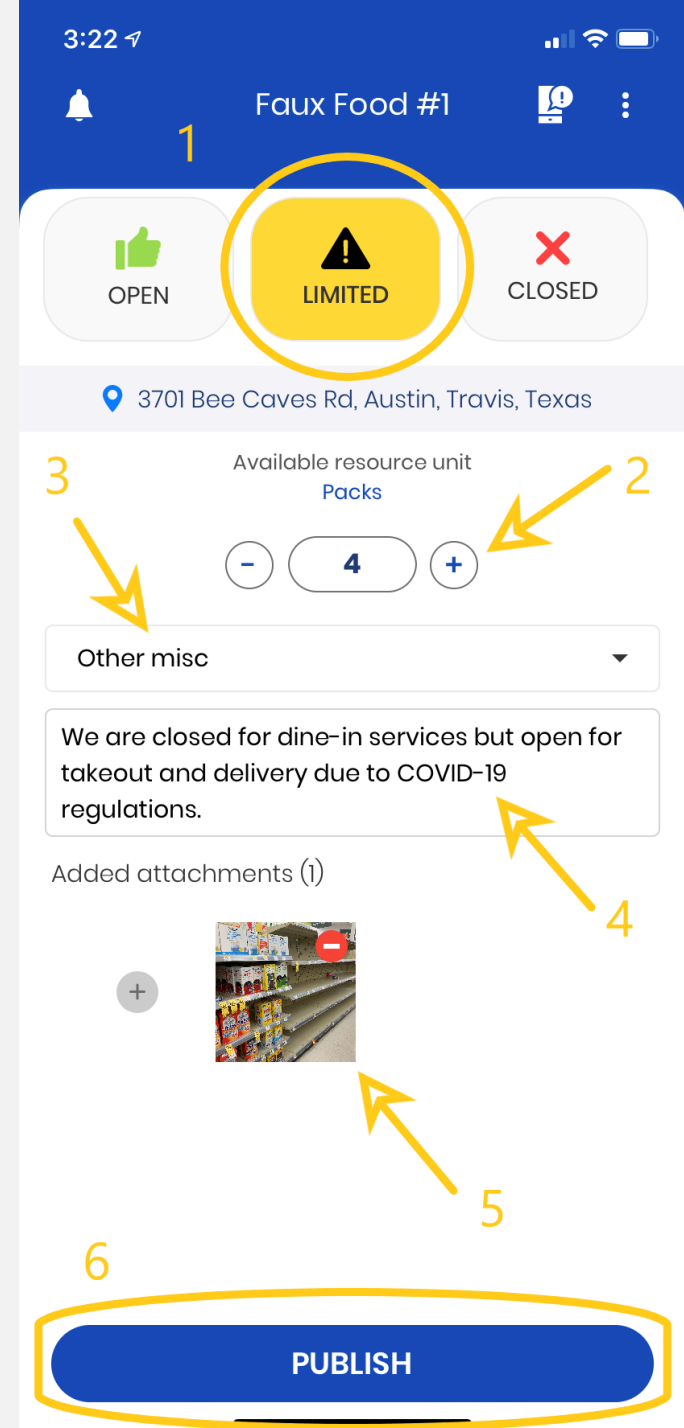 3:22
Faux Food #1
1
OPEN
LIMITED
CLOSED
3701 Bee Caves Rd, Austin, Travis, Texas
3
Available resource unit
2
Packs
-
4
+
Other misc
We are closed for dine-in services but open for
takeout and delivery due to COVID-19
regulations.
4
Added attachments (1)
+
5
6
PUBLISH